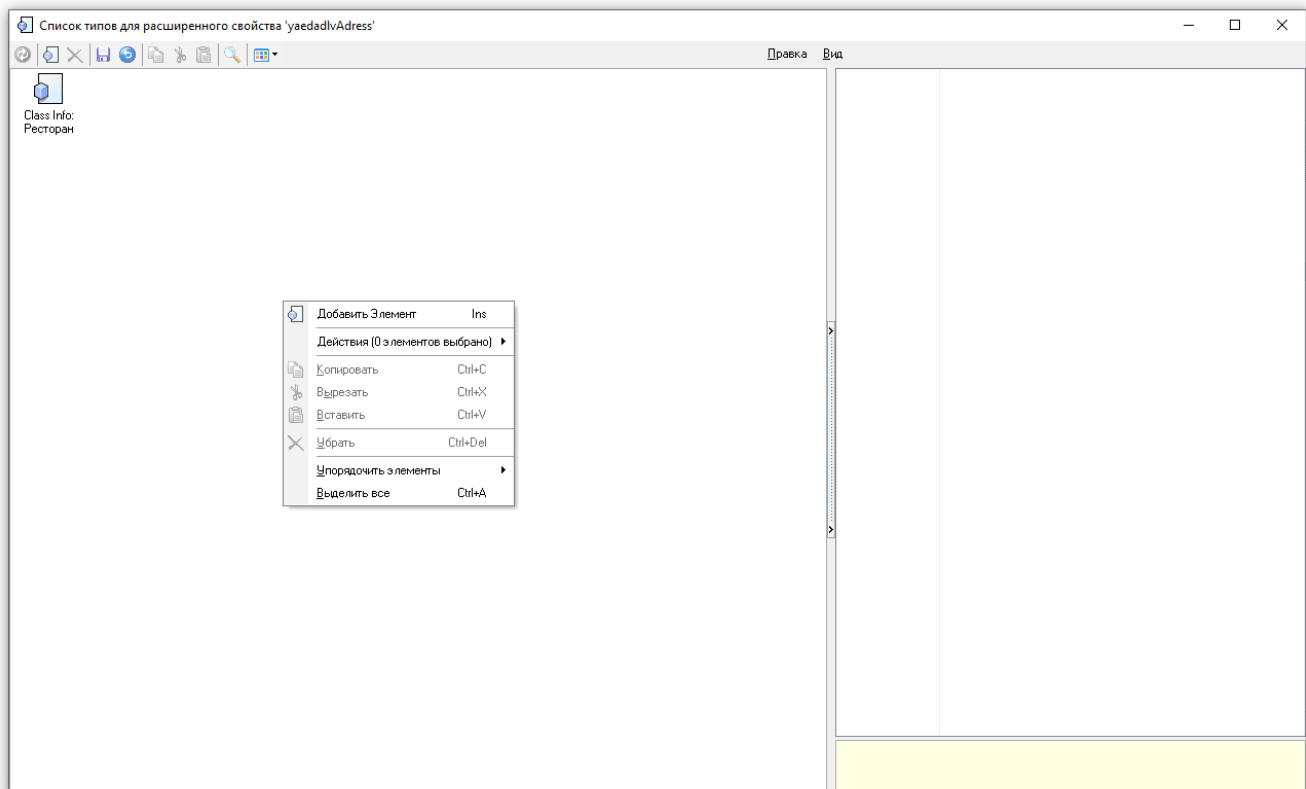 Список типов для расширенного свойства 'yaedadlvAdress'
Правка Вид
Class Info:
Ресторан
Добавить Элемент Ins
Действия (0 элементов выбрано)
Копировать Ctrl+C
Вырезать Ctrl+X
Вставить Ctrl+V
Убрать Ctrl+Del
Упорядочить элементы
Выделить все Ctrl+A